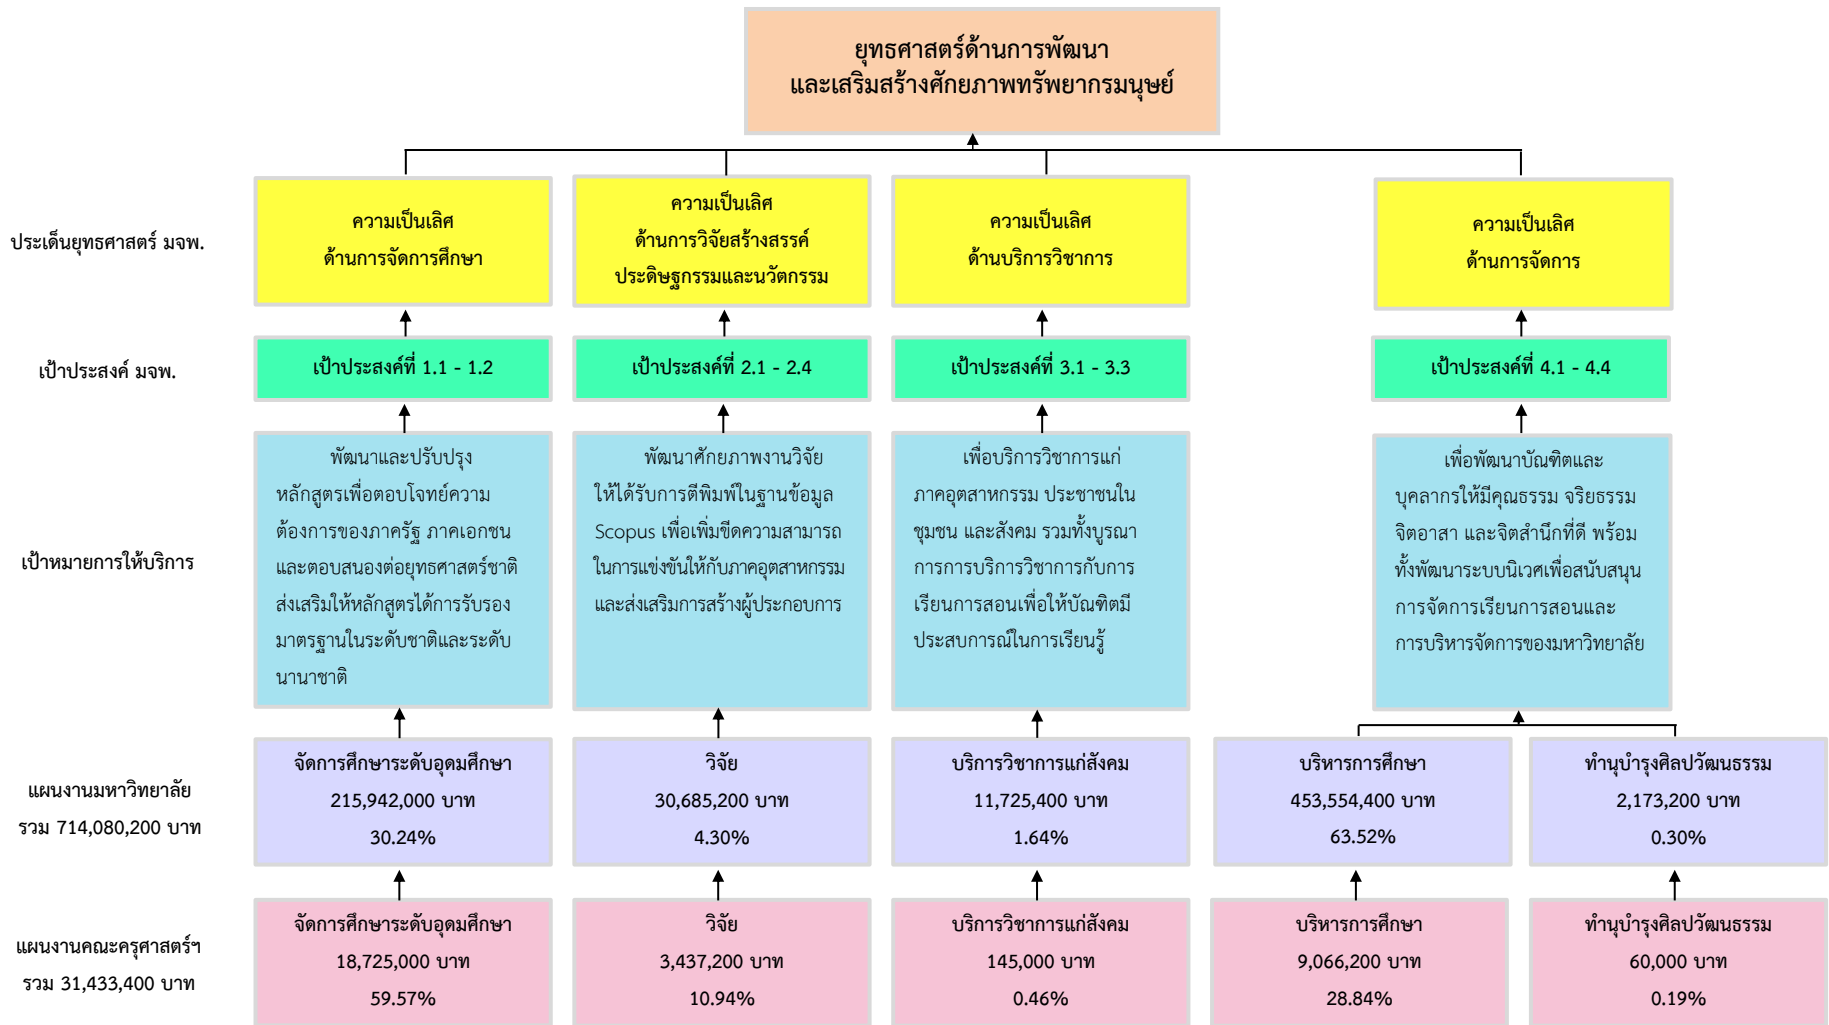 ยุทธศาสตร์ด้านการพัฒนา
และเสริมสร้างศักยภาพทรัพยากรมนุษย์
ประเด็นยุทธศาสตร์ มจพ.
ความเป็นเลิศ
ด้านการจัดการศึกษา
ความเป็นเลิศ
ด้านการวิจัยสร้างสรรค์
ประดิษฐกรรมและนวัตกรรม
ความเป็นเลิศ
ด้านบริการวิชาการ
ความเป็นเลิศ
ด้านการจัดการ
เป้าประสงค์ มจพ.
เป้าประสงค์ที่ 1.1 - 1.2
เป้าประสงค์ที่ 2.1 - 2.4
เป้าประสงค์ที่ 3.1 - 3.3
เป้าประสงค์ที่ 4.1 - 4.4
เป้าหมายการให้บริการ
พัฒนาและปรับปรุง
หลักสูตรเพื่อตอบโจทย์ความ
ต้องการของภาครัฐ ภาคเอกชน
และตอบสนองต่อยุทธศาสตร์ชาติ
ส่งเสริมให้หลักสูตรได้การรับรอง
มาตรฐานในระดับชาติและระดับ
นานาชาติ
พัฒนาศักยภาพงานวิจัย
ให้ได้รับการตีพิมพ์ในฐานข้อมูล
Scopus เพื่อเพิ่มขีดความสามารถ
ในการแข่งขันให้กับภาคอุตสาหกรรม
และส่งเสริมการสร้างผู้ประกอบการ
เพื่อบริการวิชาการแก่
ภาคอุตสาหกรรม ประชาชนใน
ชุมชน และสังคม รวมทั้งบูรณา
การการบริการวิชาการกับการ
เรียนการสอนเพื่อให้บัณฑิตมี
ประสบการณ์ในการเรียนรู้
เพื่อพัฒนาบัณฑิตและ
บุคลากรให้มีคุณธรรม จริยธรรม
จิตอาสา และจิตสำนึกที่ดี พร้อม
ทั้งพัฒนาระบบนิเวศเพื่อสนับสนุน
การจัดการเรียนการสอนและ
การบริหารจัดการของมหาวิทยาลัย
แผนงานมหาวิทยาลัย
รวม 714,080,200 บาท
จัดการศึกษาระดับอุดมศึกษา
215,942,000 บาท
30.24%
วิจัย
30,685,200 บาท
4.30%
บริการวิชาการแก่สังคม
11,725,400 บาท
1.64%
บริหารการศึกษา
453,554,400 บาท
63.52%
ทำนุบำรุงศิลปวัฒนธรรม
2,173,200 บาท
0.30%
แผนงานคณะครุศาสตร์ฯ
รวม 31,433,400 บาท
จัดการศึกษาระดับอุดมศึกษา
18,725,000 บาท
59.57%
วิจัย
3,437,200 บาท
10.94%
บริการวิชาการแก่สังคม
145,000 บาท
0.46%
บริหารการศึกษา
9,066,200 บาท
28.84%
ทำนุบำรุงศิลปวัฒนธรรม
60,000 บาท
0.19%